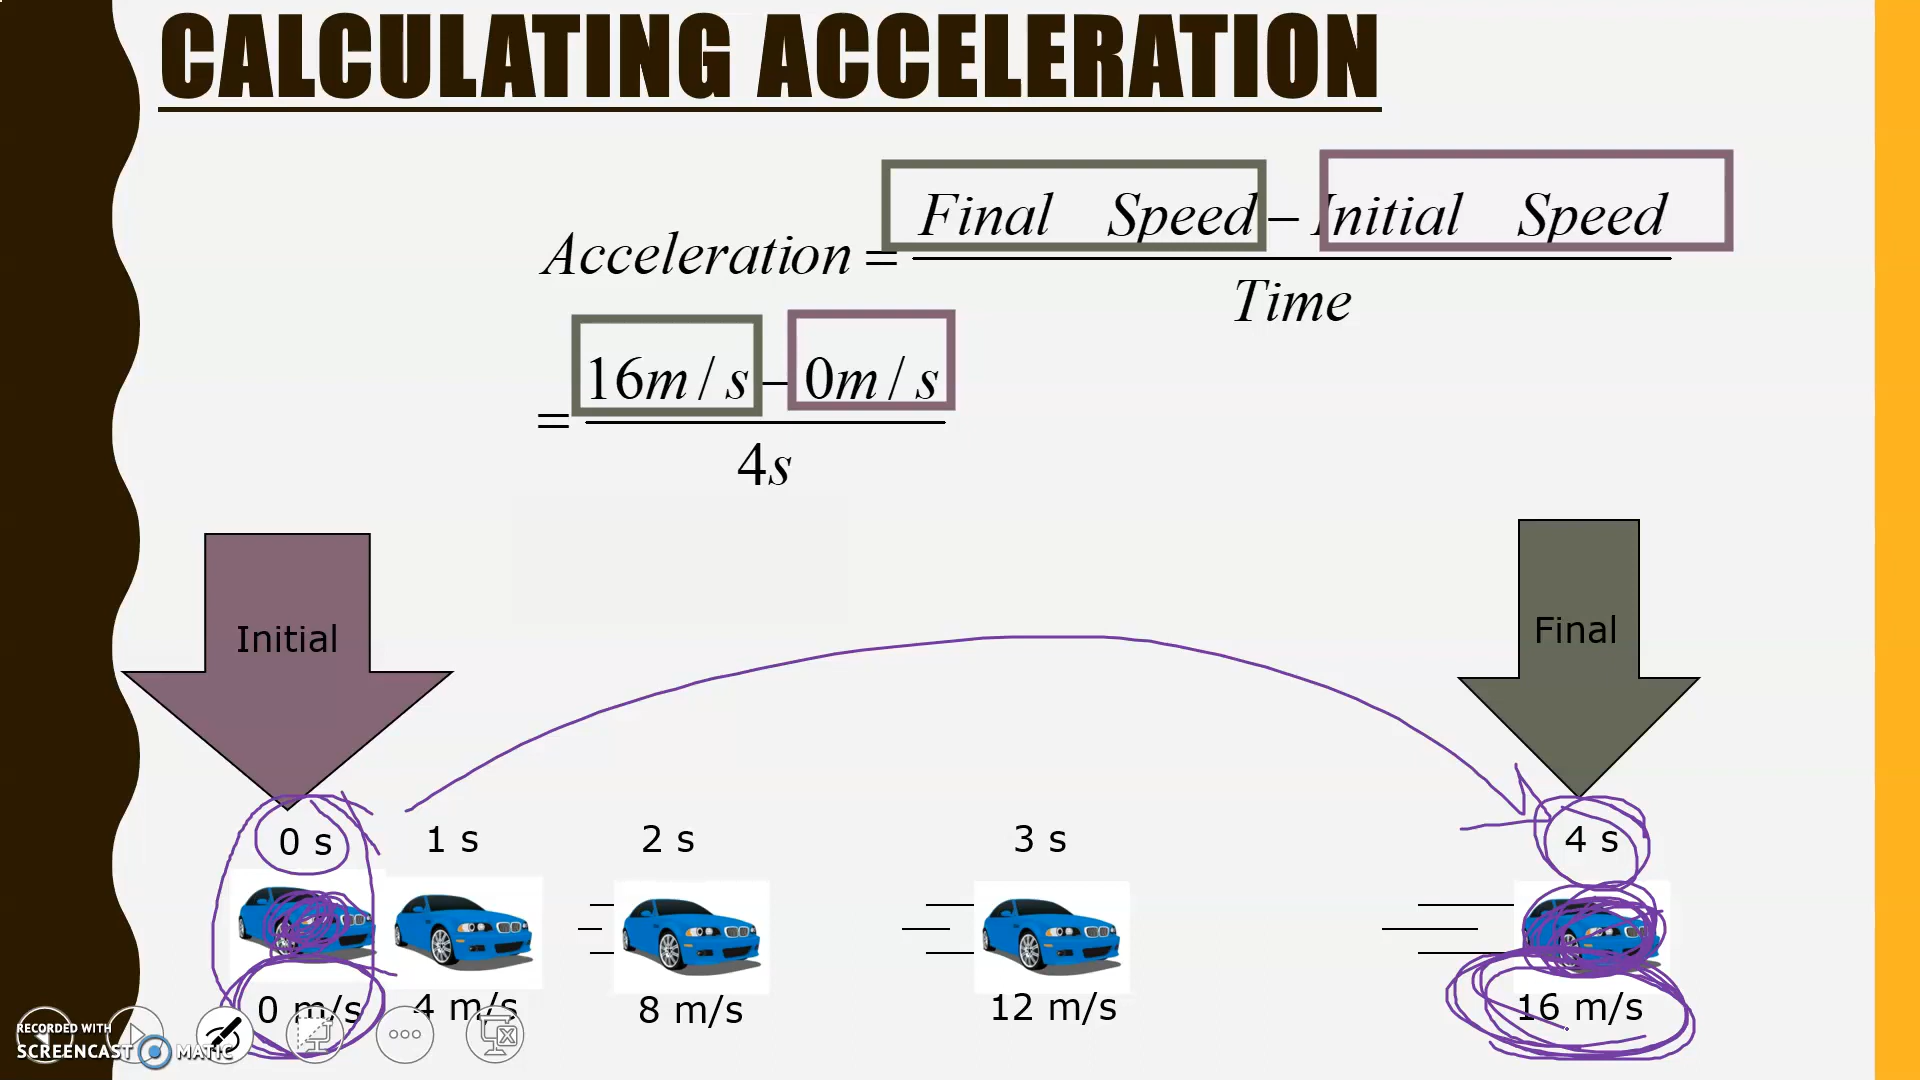 CALCULATING ACCELERATION
Final Speed – Initial Speed
Acceleration =
Time
16m / s – 0m / s
=
4s
Initial
Final
0 s 1 s 2 s 3 s 4 s
0 m/s 4 m/s 8 m/s 12 m/s 16 m/s
RECORDED WITH
SCREENCAST MATIC